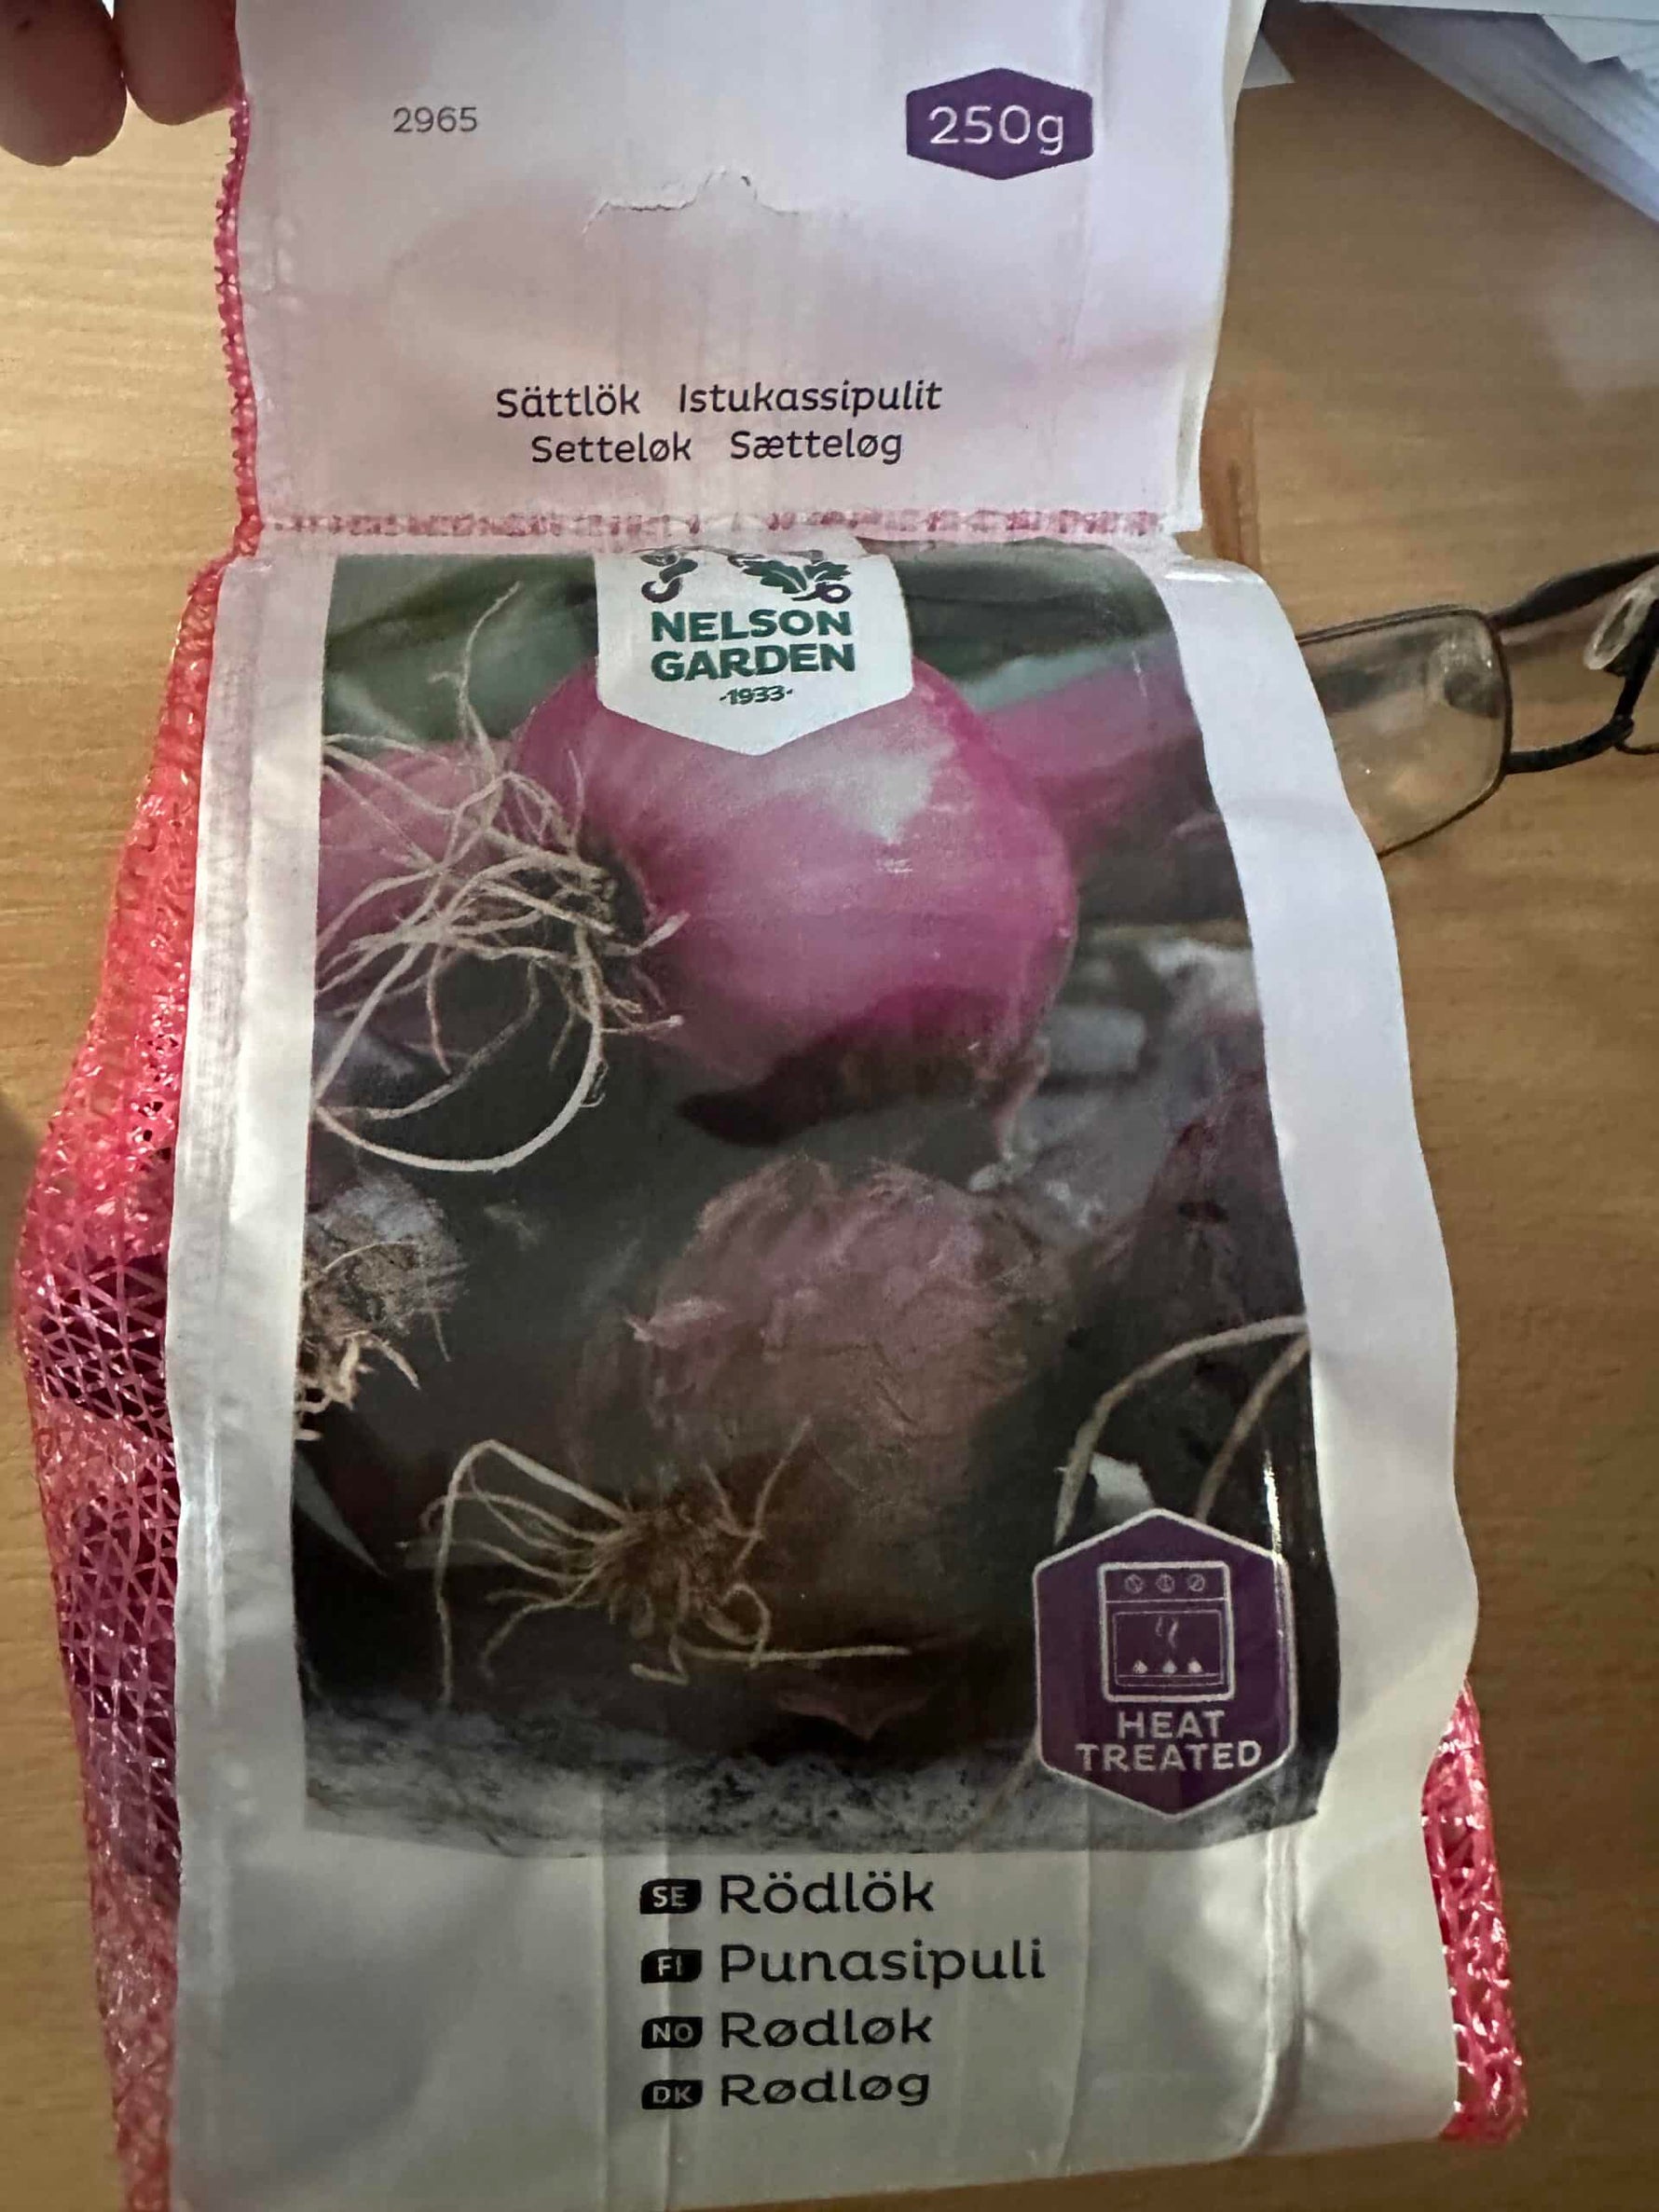 2965
250g
Sättlök Istukassipulit
Setteløk Sætteløg
NELSON
GARDEN
·1933·
HEAT
TREATED
SE Rödlök
FI Punasipuli
NO Rødløk
DK Rødløg